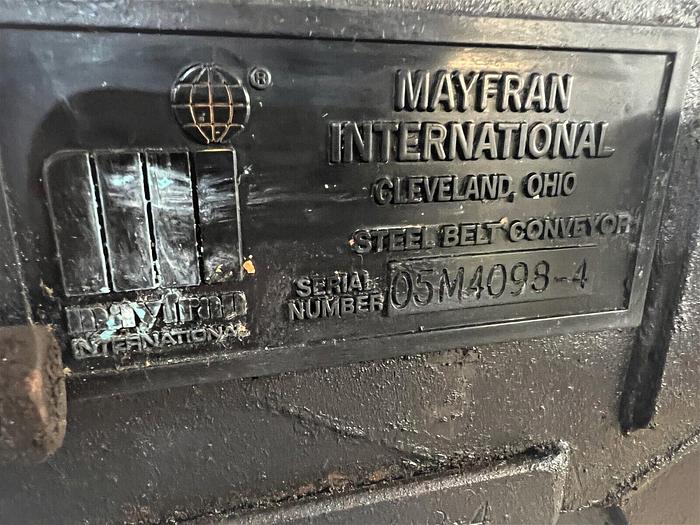 ®
MAYFRAN
INTERNATIONAL
CLEVELAND, OHIO
STEEL BELT CONVEYOR
SERIAL
NUMBER 05M4098-4
mayfran
INTERNATIONAL